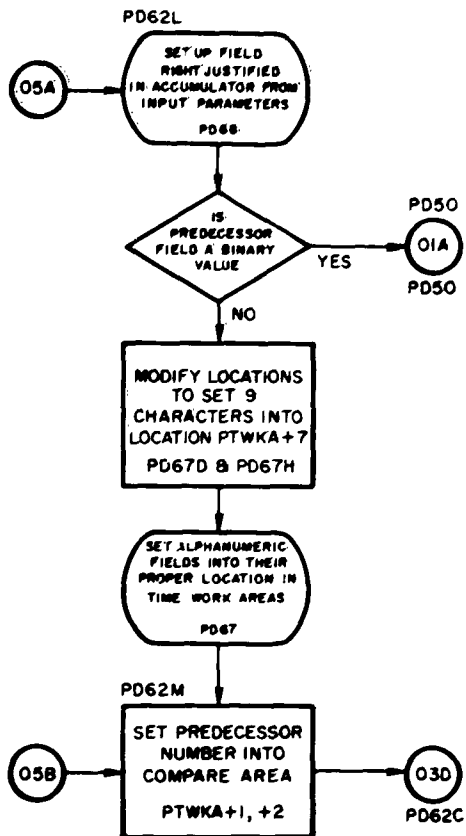 PD62L
05A
SET UP FIELD
RIGHT JUSTIFIED
IN ACCUMULATOR FROM
INPUT PARAMETERS
PD66
IS
PREDECESSOR
FIELD A BINARY
VALUE
YES
PD50
01A
PD50
NO
MODIFY LOCATIONS
TO SET 9
CHARACTERS INTO
LOCATION PTWKA+7
PD67D & PD67H
SET ALPHANUMERIC
FIELDS INTO THEIR
PROPER LOCATION IN
TIME WORK AREAS
PD67
PD62M
05B
SET PREDECESSOR
NUMBER INTO
COMPARE AREA
PTWKA+1, +2
03D
PD62C